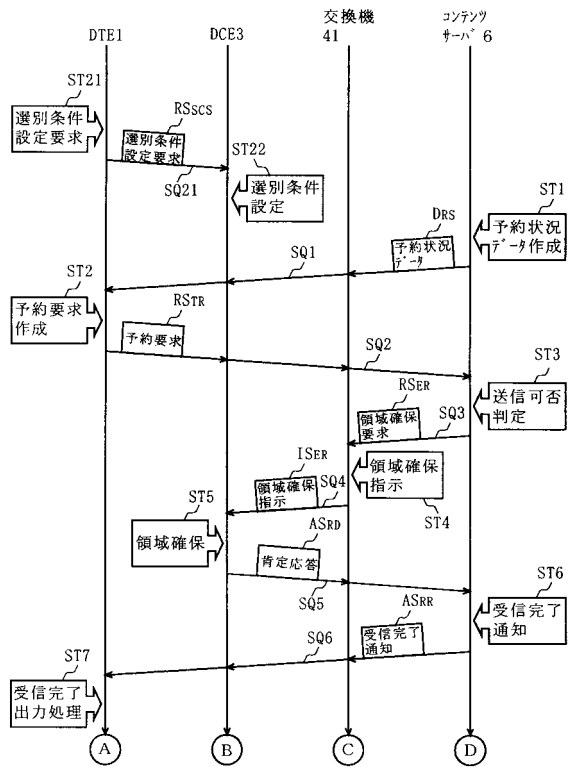 DTE1
DCE3
交換機
41
コンテンツ
サーバ6
ST21
選別条件
設定要求
RSSCS
選別条件
設定要求
SQ21
ST22
選別条件
設定
ST1
予約状況
データ作成
DRS
予約状況
データ
SQ1
ST2
予約要求
作成
RSTR
予約要求
SQ2
ST3
送信可否
判定
RSER
領域確保
要求
SQ3
ISER
領域確保
指示
SQ4
領域確保
指示
ST4
ST5
領域確保
ASRD
肯定応答
SQ5
ST6
受信完了
通知
ASRR
受信完了
通知
SQ6
ST7
受信完了
出力処理
A
B
C
D